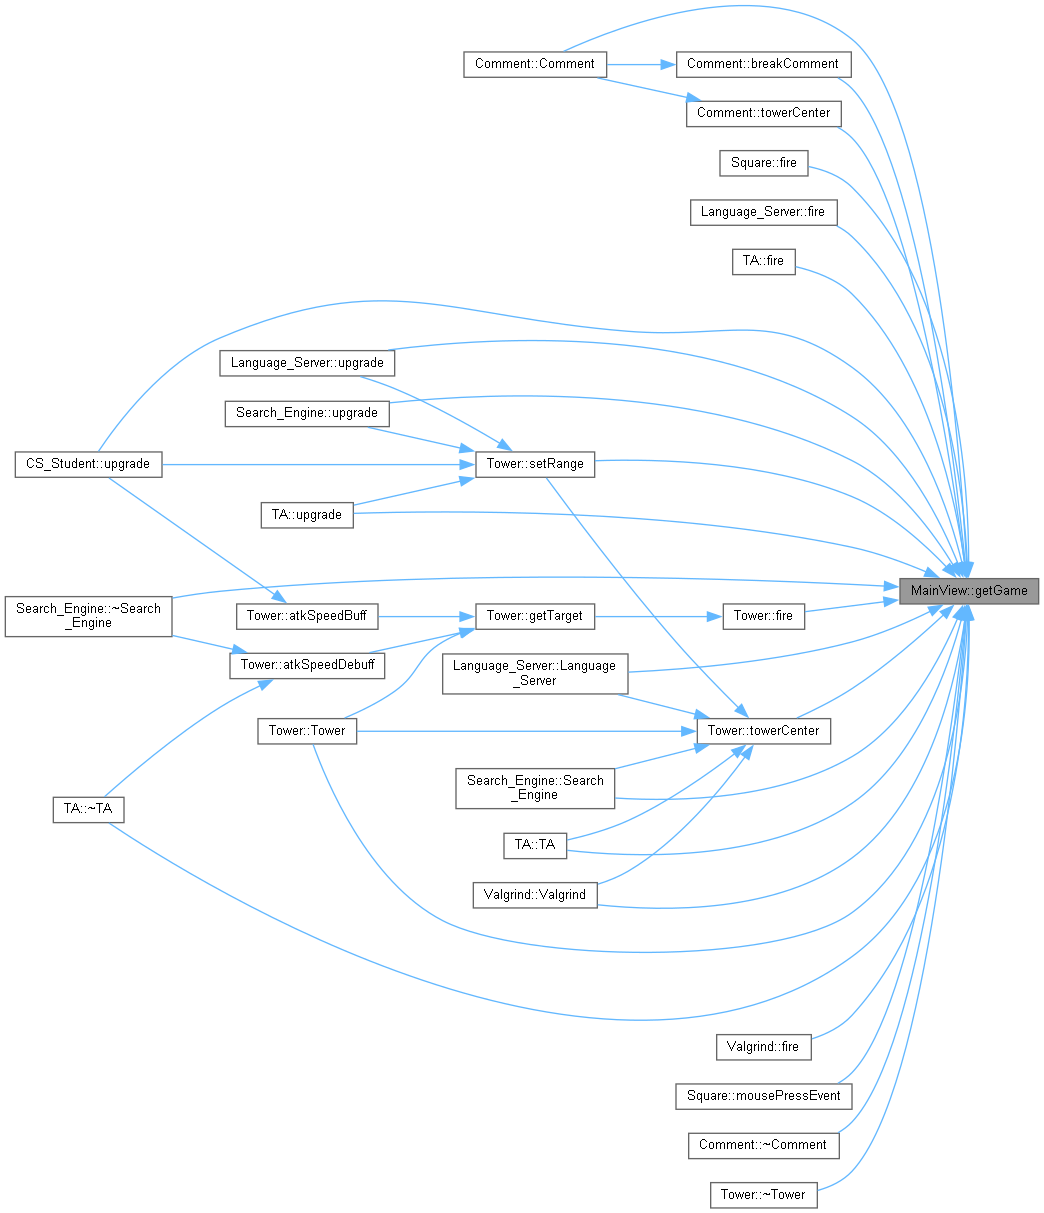 Comment::Comment
Comment::breakComment
Comment::towerCenter
Square::fire
Language_Server::fire
TA::fire
Language_Server::upgrade
Search_Engine::upgrade
CS_Student::upgrade
Tower::setRange
TA::upgrade
MainView::getGame
Search_Engine::~Search
_Engine
Tower::atkSpeedBuff
Tower::getTarget
Tower::fire
Tower::atkSpeedDebuff
Language_Server::Language
_Server
Tower::Tower
Tower::towerCenter
Search_Engine::Search
_Engine
TA::~TA
TA::TA
Valgrind::Valgrind
Valgrind::fire
Square::mousePressEvent
Comment::~Comment
Tower::~Tower